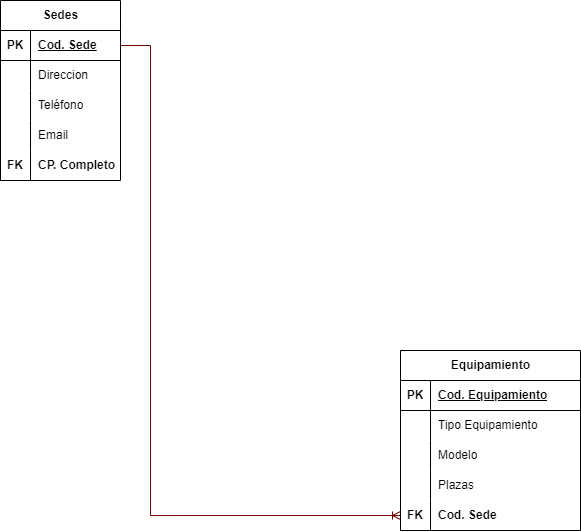 Sedes
PK Cod. Sede
Direccion
Teléfono
Email
FK CP. Completo
Equipamiento
PK Cod. Equipamiento
Tipo Equipamiento
Modelo
Plazas
FK Cod. Sede